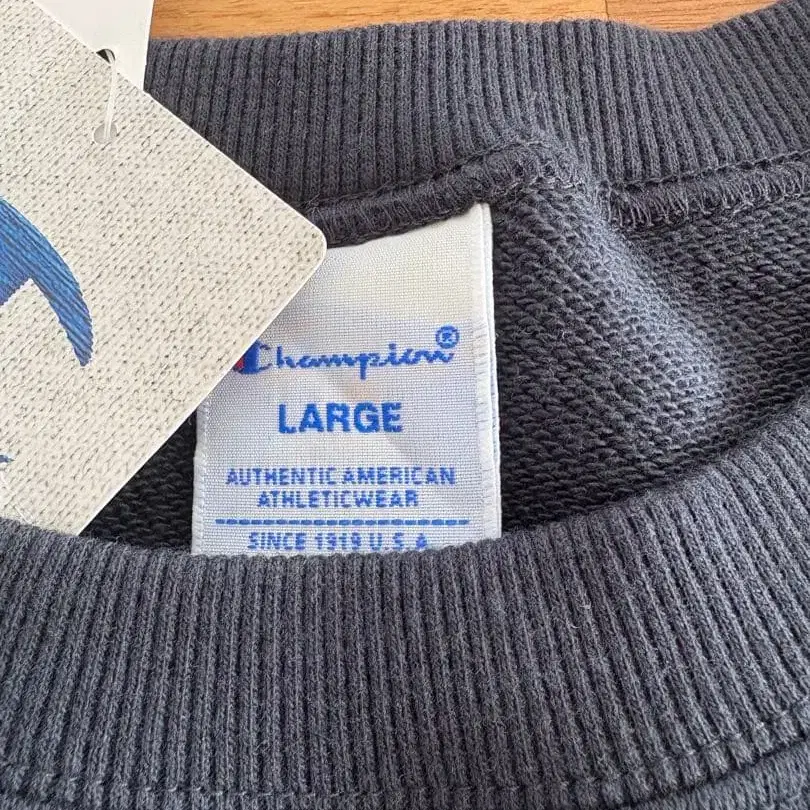 Champion®
LARGE
AUTHENTIC AMERICAN
ATHLETICWEAR
SINCE 1919 U.S.A